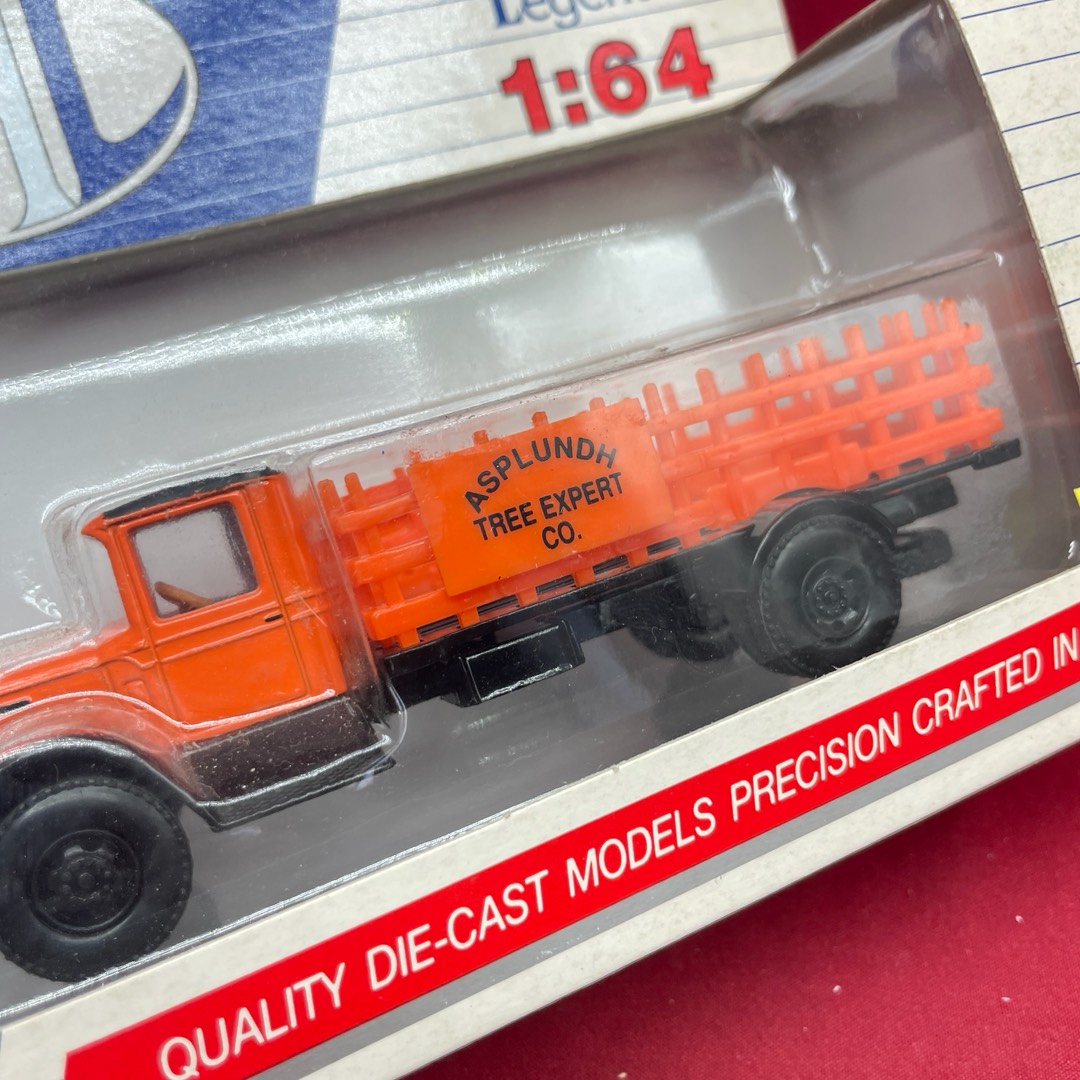 1:64
ASPLUNDH
TREE EXPERT
CO.
QUALITY DIE-CAST MODELS PRECISION CRAFTED IN